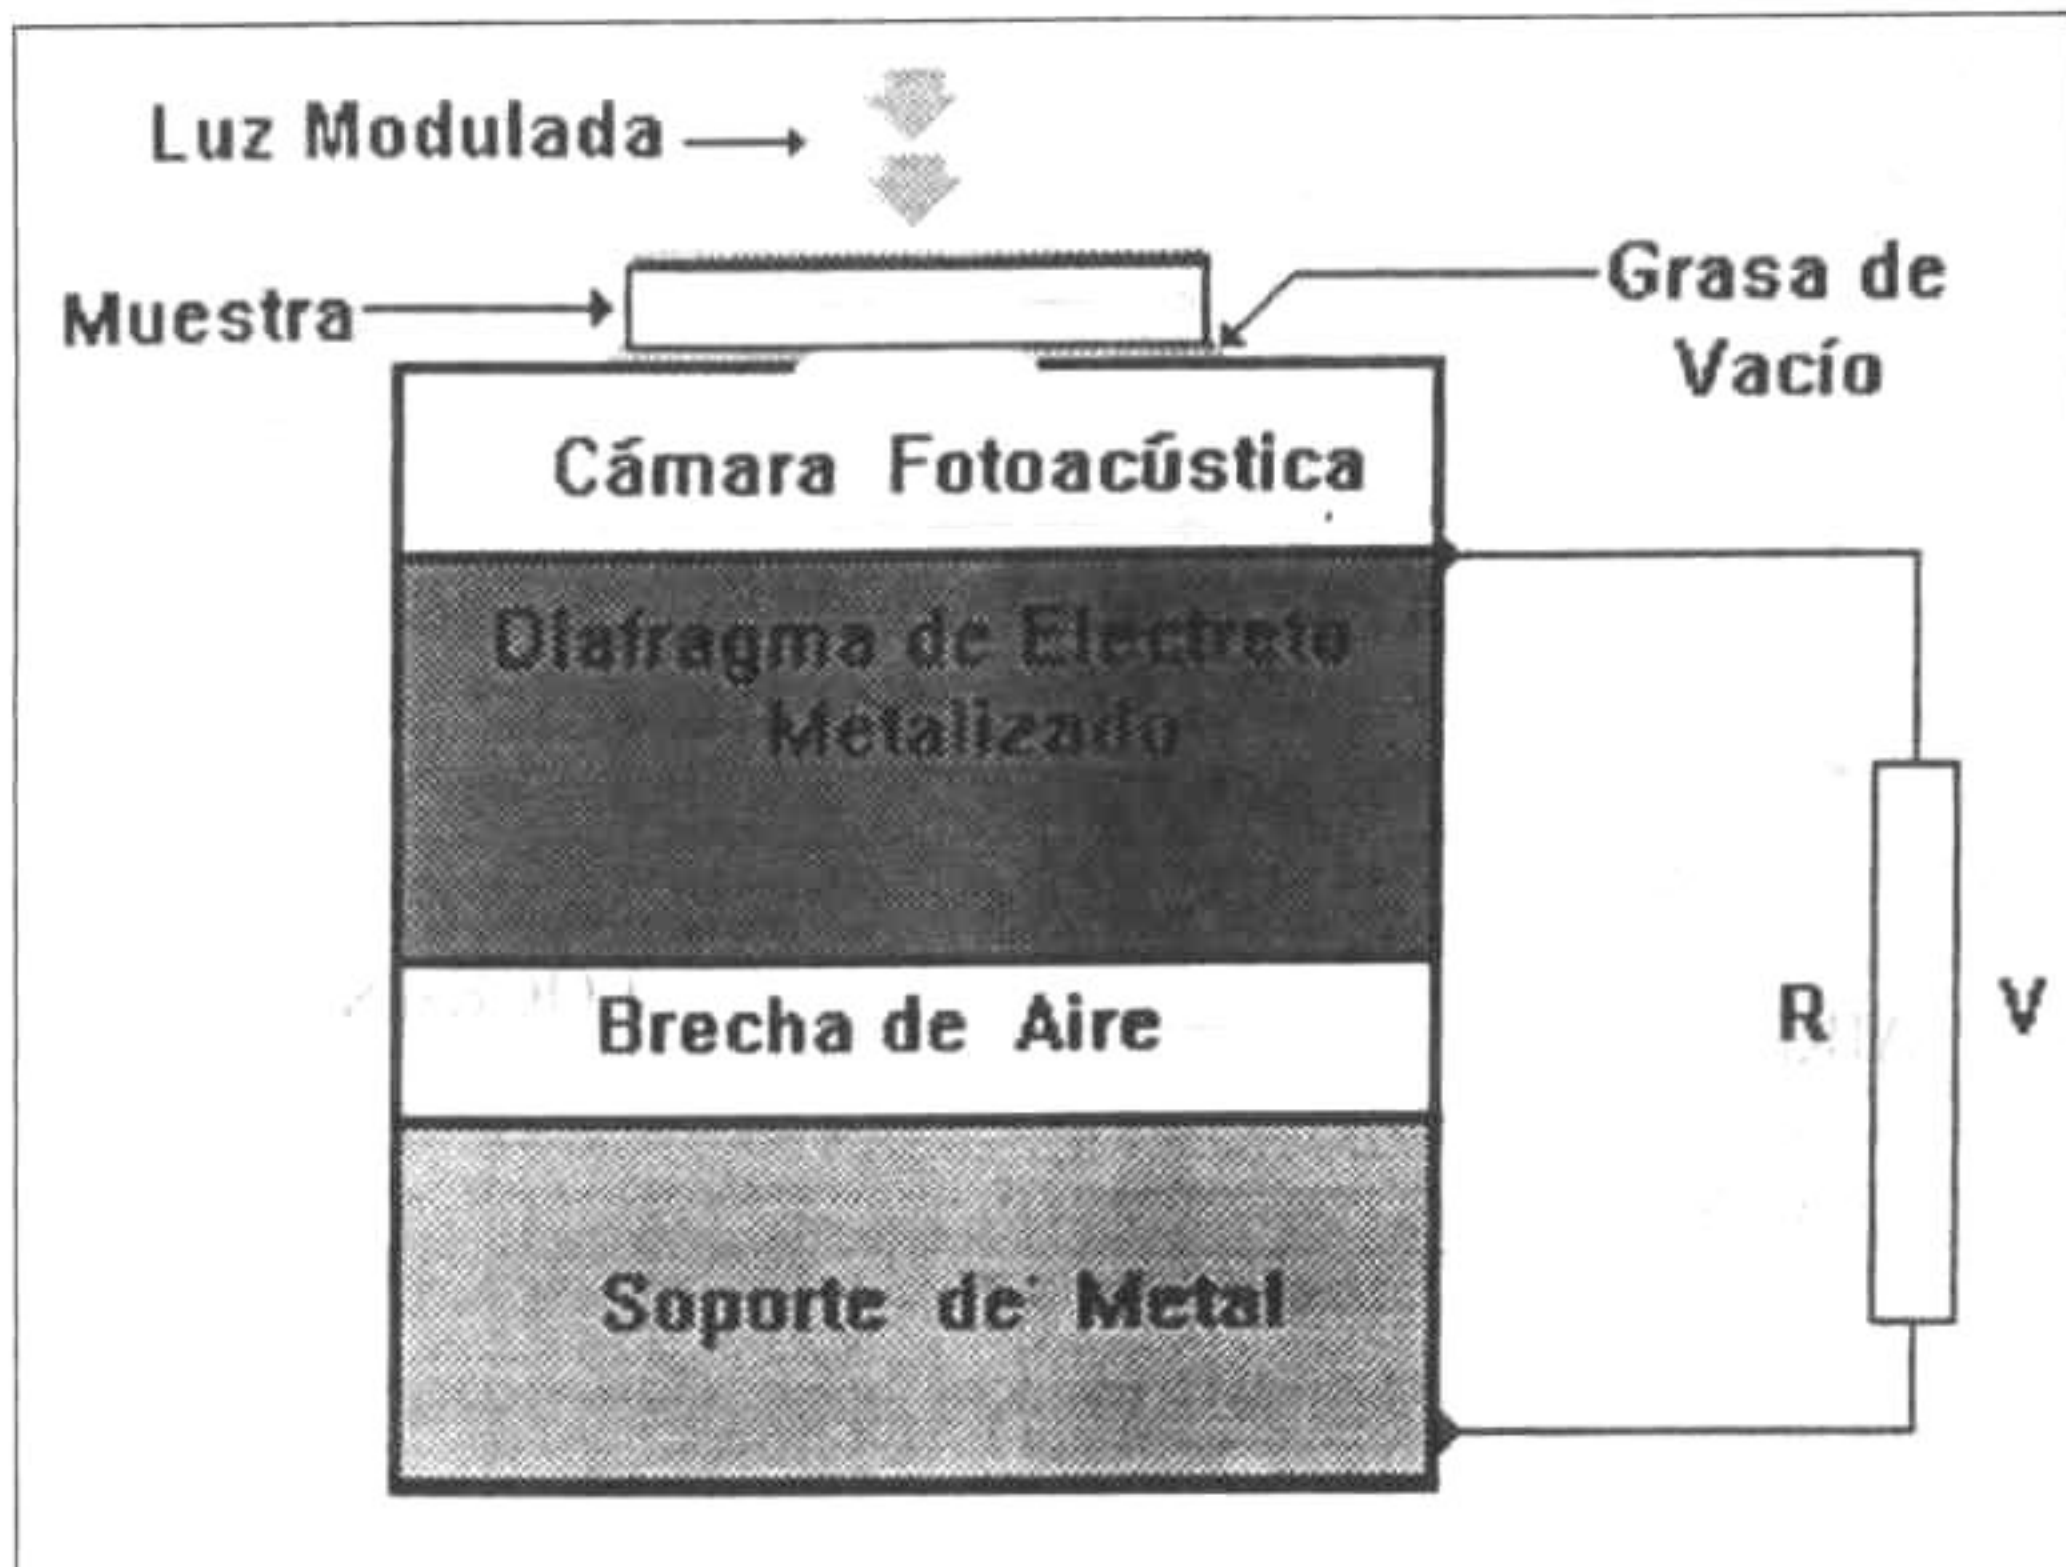 Luz Modulada
Muestra
Grasa de
Vacío
Cámara Fotoacústica
Diafragma de Electreto
Metalizado
Brecha de Aire
R
V
Soporte de Metal